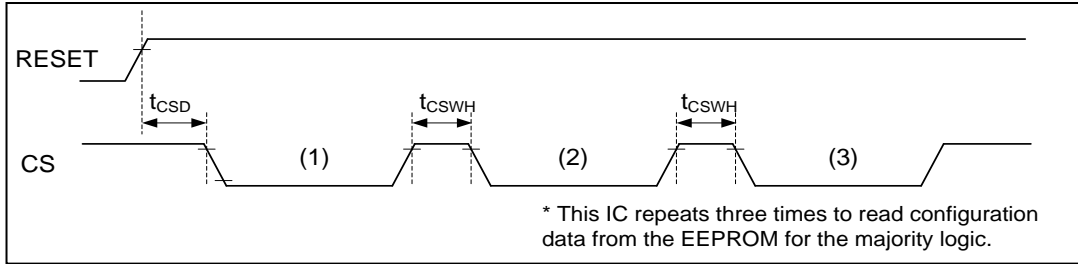 RESET
tCSD
tCSWH
tCSWH
CS
(1)
(2)
(3)
* This IC repeats three times to read configuration
data from the EEPROM for the majority logic.